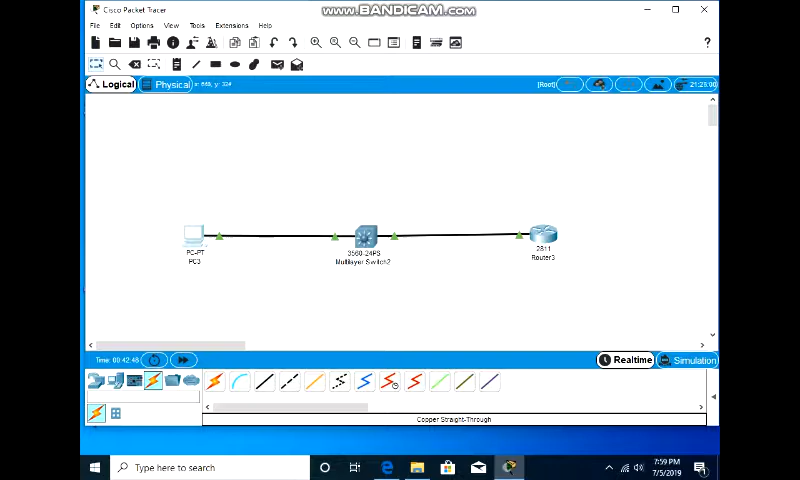 Cisco Packet Tracer
www.BANDICAM.com
File Edit Options View Tools Extensions Help
?
Logical
Physical
[Root]
21:26:00
PC-PT
PC3
3560-24PS
Multilayer Switch2
2811
Router3
Time: 00:42:48
Realtime
Simulation
Copper Straight-Through
Type here to search
7:59 PM
7/5/2019